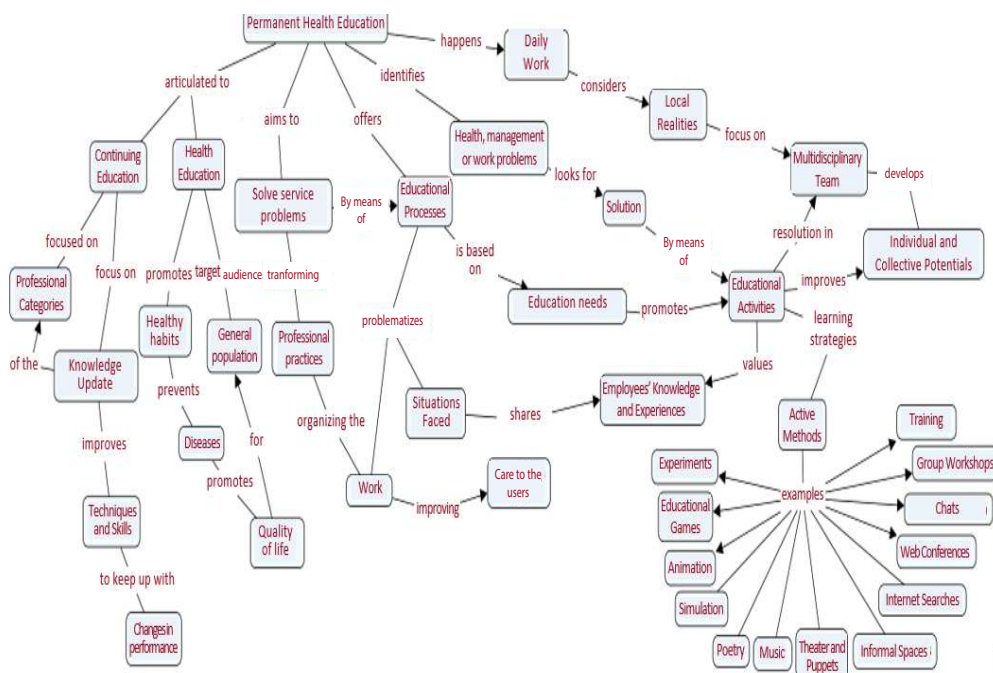 Permanent Health Education
happens
Daily
Work
identifies
considers
articulated to
Local
Realities
aims to
offers
focus on
Continuing
Education
Health
Education
Health, management
or work problems
Multidisciplinary
Team
develops
looks for
Solve service
problems
By means
of
Educational
Processes
Solution
resolution in
By means
of
Individual and
Collective Potentials
focused on
is based
on
Professional
Categories
focus on
promotes
target
audience
tranforming
Educational
Activities
improves
Education needs
promotes
learning
strategies
Healthy
habits
General
population
Professional
practices
problematizes
of the
Knowledge
Update
values
prevents
Situations
Faced
shares
Employees' Knowledge
and Experiences
Active
Methods
organizing the
improves
Diseases
for
Training
Experiments
Group Workshops
promotes
Work
improving
Care to the
users
examples
Techniques
and Skills
Educational
Games
Chats
Quality
of life
Web Conferences
Animation
to keep up with
Simulation
Internet Searches
Changes in
performance
Poetry
Music
Theater and
Puppets
Informal Spaces